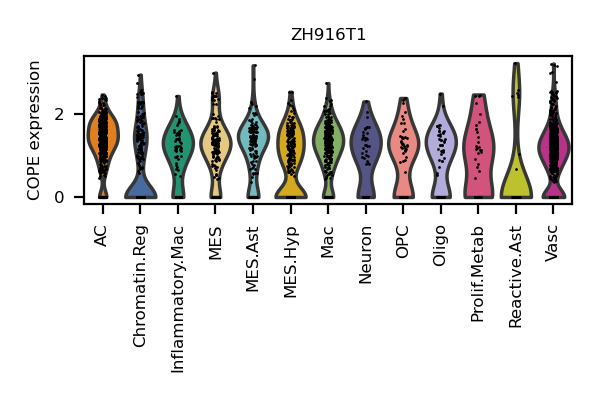 ZH916T1
COPE expression
2
0
AC
Chromatin.Reg
Inflammatory.Mac
MES
MES.Ast
MES.Hyp
Mac
Neuron
OPC
Oligo
Prolif.Metab
Reactive.Ast
Vasc